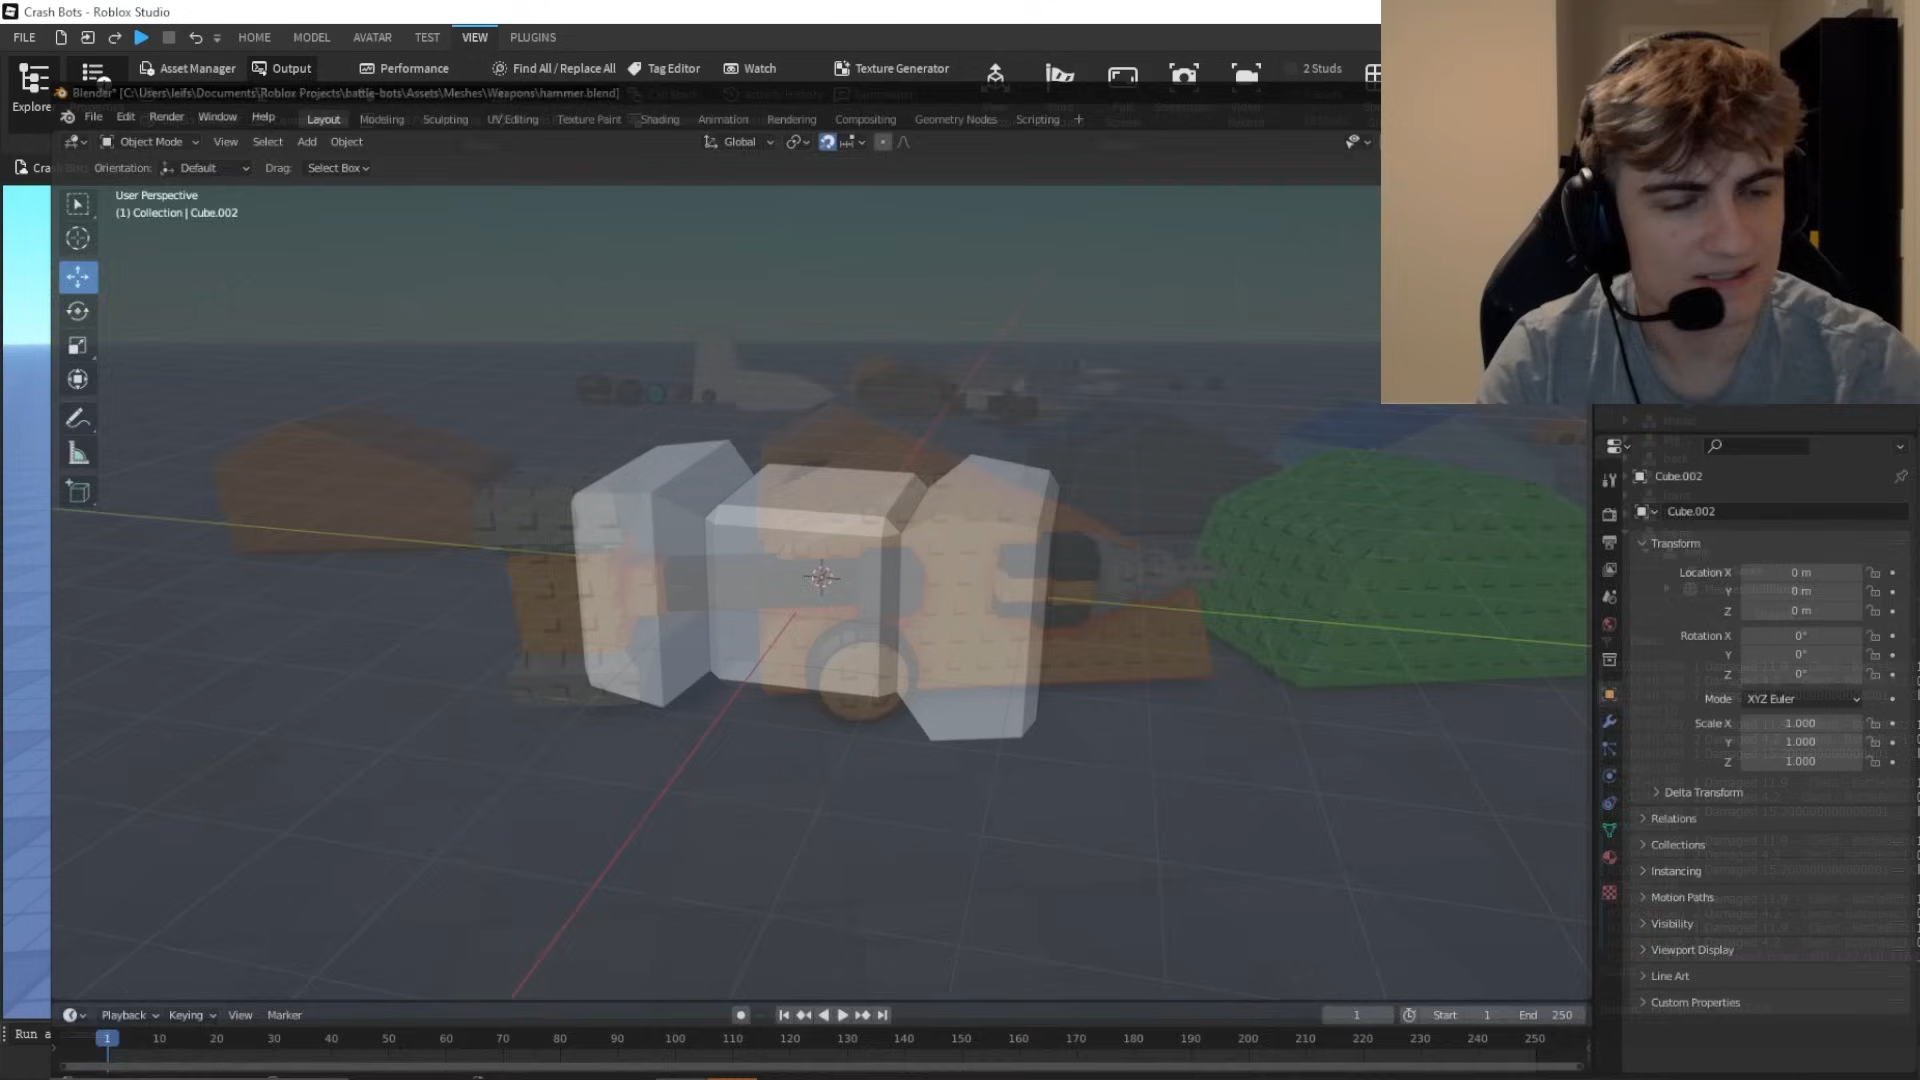 Crash Bots - Roblox Studio
FILE HOME MODEL AVATAR TEST VIEW PLUGINS
Asset Manager Output Performance Find All / Replace All Tag Editor Watch Texture Generator 2 Studs
Explore
Blender* [C:\Users\leifs\Documents\Roblox Projects\battle-bots\Assets\Meshes\Weapons\hammer.blend]
File Edit Render Window Help Layout Modeling Sculpting UV Editing Texture Paint Shading Animation Rendering Compositing Geometry Nodes Scripting +
Object Mode View Select Add Object Global
Cra Orientation: Default Drag: Select Box
User Perspective
(1) Collection | Cube.002
Cube.002
Cube.002
Transform
Location X 0 m
Y 0 m
Z 0 m
Rotation X 0°
Y 0°
Z 0°
Mode XYZ Euler
Scale X 1.000
Y 1.000
Z 1.000
Delta Transform
Relations
Collections
Instancing
Motion Paths
Visibility
Viewport Display
Line Art
Custom Properties
Playback Keying View Marker 1 Start 1 End 250
Run a
1 10 20 30 40 50 60 70 80 90 100 110 120 130 140 150 160 170 180 190 200 210 220 230 240 250